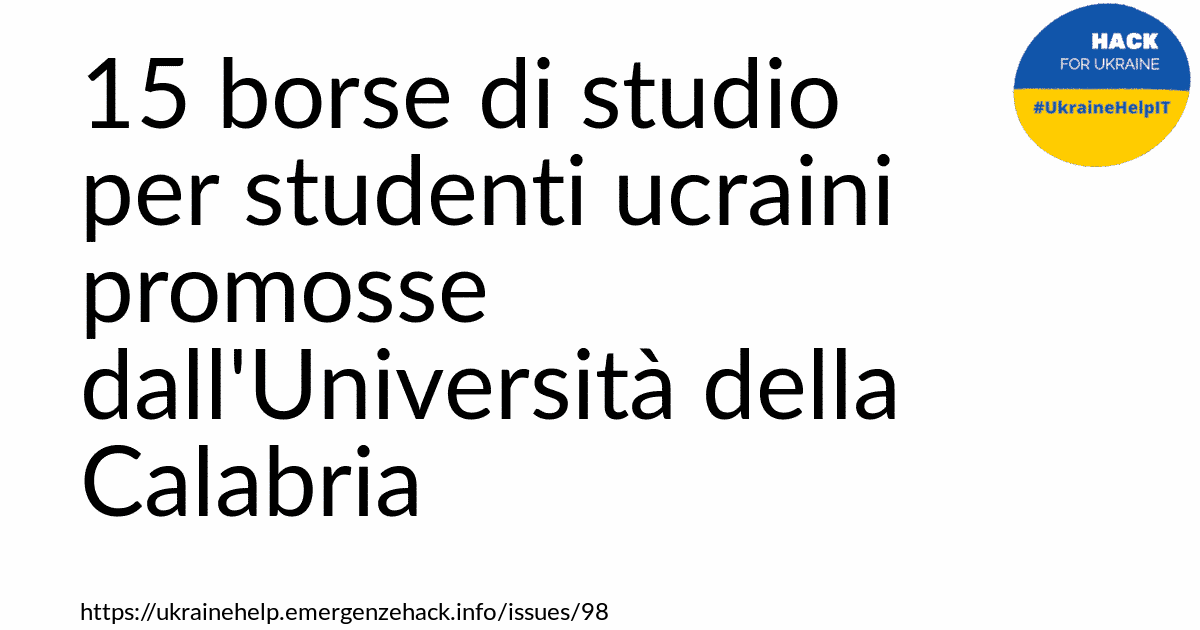 15 borse di studio
per studenti ucraini
promosse
dall'Università della
Calabria
HACK
FOR UKRAINE
#UkraineHelpIT
https://ukrainehelp.emergenzehack.info/issues/98